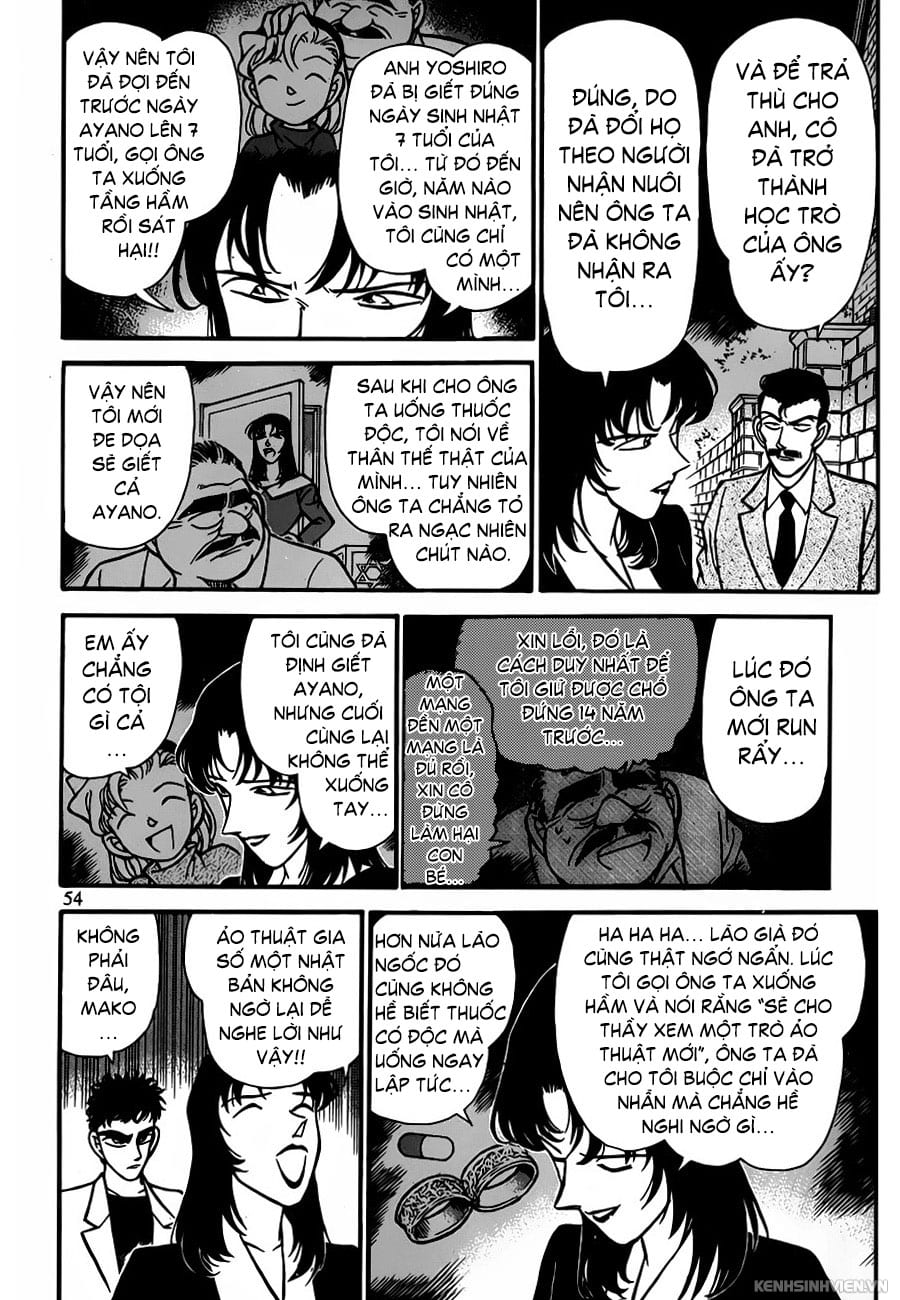 VÀ ĐỂ TRẢ
THÙ CHO
ANH, CÔ
ĐÃ TRỞ
THÀNH
HỌC TRÒ
CỦA ÔNG
ẤY?
ĐÚNG, DO
ĐÃ ĐỔI HỌ
THEO NGƯỜI
NHẬN NUÔI
NÊN ÔNG TA
ĐÃ KHÔNG
NHẬN RA
TÔI...
ANH YOSHIRO
ĐÃ BỊ GIẾT ĐÚNG
NGÀY SINH NHẬT
7 TUỔI CỦA
TÔI... TỪ ĐÓ ĐẾN
GIỜ, NĂM NÀO
VÀO SINH NHẬT,
TÔI CŨNG CHỈ
CÓ MỘT
MÌNH...
VẬY NÊN TÔI
ĐÃ ĐỢI ĐẾN
TRƯỚC NGÀY
AYANO LÊN 7
TUỔI, GỌI ÔNG
TA XUỐNG
TẦNG HẦM
RỒI SÁT
HẠI!!
SAU KHI CHO ÔNG
TA UỐNG THUỐC
ĐỘC, TÔI NÓI VỀ
THÂN THẾ THẬT CỦA
MÌNH... TUY NHIÊN
ÔNG TA CHẲNG TỎ
RA NGẠC NHIÊN
CHÚT NÀO.
VẬY NÊN
TÔI MỚI
ĐE DỌA
SẼ GIẾT
CẢ
AYANO.
LÚC ĐÓ
ÔNG TA
MỚI RUN
RẨY...
XIN LỖI, ĐÓ LÀ
CÁCH DUY NHẤT ĐỂ
TÔI GIỮ ĐƯỢC CHỖ
ĐỨNG 14 NĂM
TRƯỚC...
MỘT
MẠNG
ĐỀN MỘT
MẠNG LÀ
ĐỦ RỒI,
XIN CÔ
ĐỪNG
LÀM HẠI
CON
BÉ...
TÔI CŨNG ĐÃ
ĐỊNH GIẾT
AYANO,
NHƯNG CUỐI
CÙNG LẠI
KHÔNG THỂ
XUỐNG
TAY...
EM ẤY
CHẲNG
CÓ TỘI
GÌ CẢ
...
54
HA HA HA... LÃO GIÀ ĐÓ
CŨNG THẬT NGỚ NGẨN. LÚC
TÔI GỌI ÔNG TA XUỐNG
HẦM VÀ NÓI RẰNG “SẼ CHO
THẦY XEM MỘT TRÒ ẢO
THUẬT MỚI”, ÔNG TA ĐÃ
CHO TÔI BUỘC CHỈ VÀO
NHẪN MÀ CHẲNG HỀ
NGHI NGỜ GÌ...
HƠN NỮA LÃO
NGỐC ĐÓ
CŨNG KHÔNG
HỀ BIẾT THUỐC
CÓ ĐỘC MÀ
UỐNG NGAY
LẬP TỨC...
ẢO THUẬT GIA
SỐ MỘT NHẬT
BẢN KHÔNG
NGỜ LẠI DỄ
NGHE LỜI NHƯ
VẬY!!
KHÔNG
PHẢI
ĐÂU,
MAKO
...
KENHSINHVIEN.VN